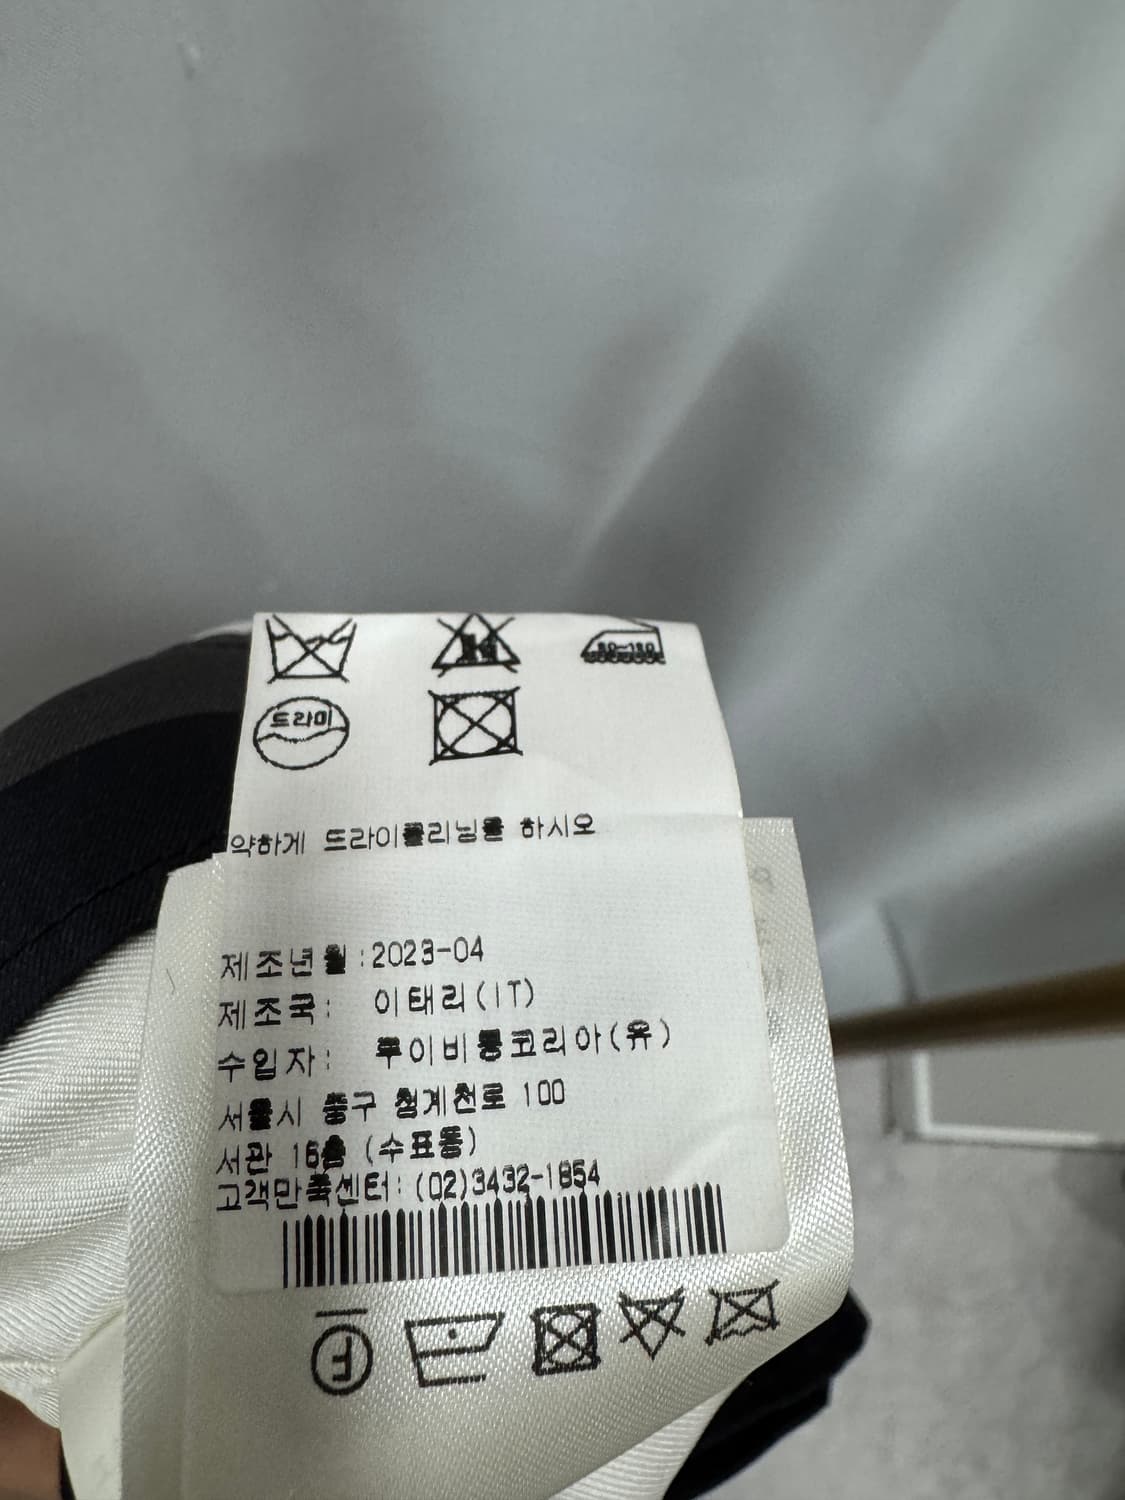 80-120
드라이
약하게 드라이클리닝을 하시오
제조년월:2023-04
제조국: 이태리(IT)
수입자: 루이비통코리아(유)
서울시 중구 청계천로 100
서관 16층 (수표동)
고객만족센터:(02)3432-1854
F